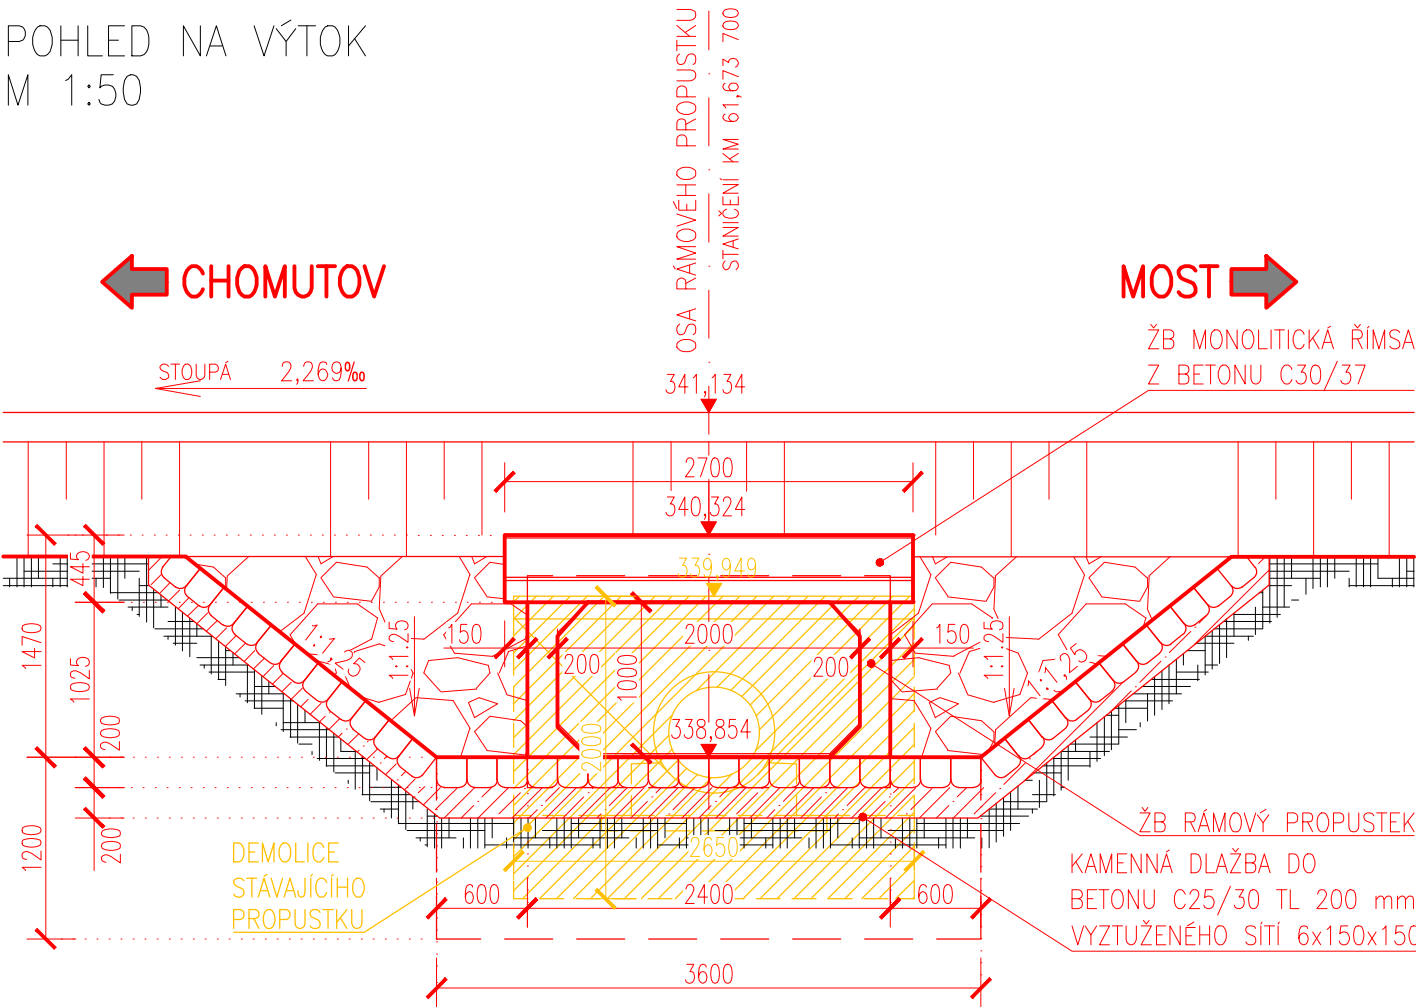 POHLED NA VÝTOK
M 1:50
OSA RÁMOVÉHO PROPUSTKU
STANIČENÍ KM 61,673 700
CHOMUTOV
MOST
STOUPÁ 2,269‰
341,134
ŽB MONOLITICKÁ ŘÍMSA
Z BETONU C30/37
2700
340,324
339,949
445
1470
1025
200
1200
200
1:1,25
1:1.25
150
2000
150
1:1.25
1:1,25
200
1000
200
2000
338,854
2650
DEMOLICE
STÁVAJÍCÍHO
PROPUSTKU
600
2400
600
3600
ŽB RÁMOVÝ PROPUSTEK
KAMENNÁ DLAŽBA DO
BETONU C25/30 TL 200 mm
VYZTUŽENÉHO SÍTÍ 6x150x150